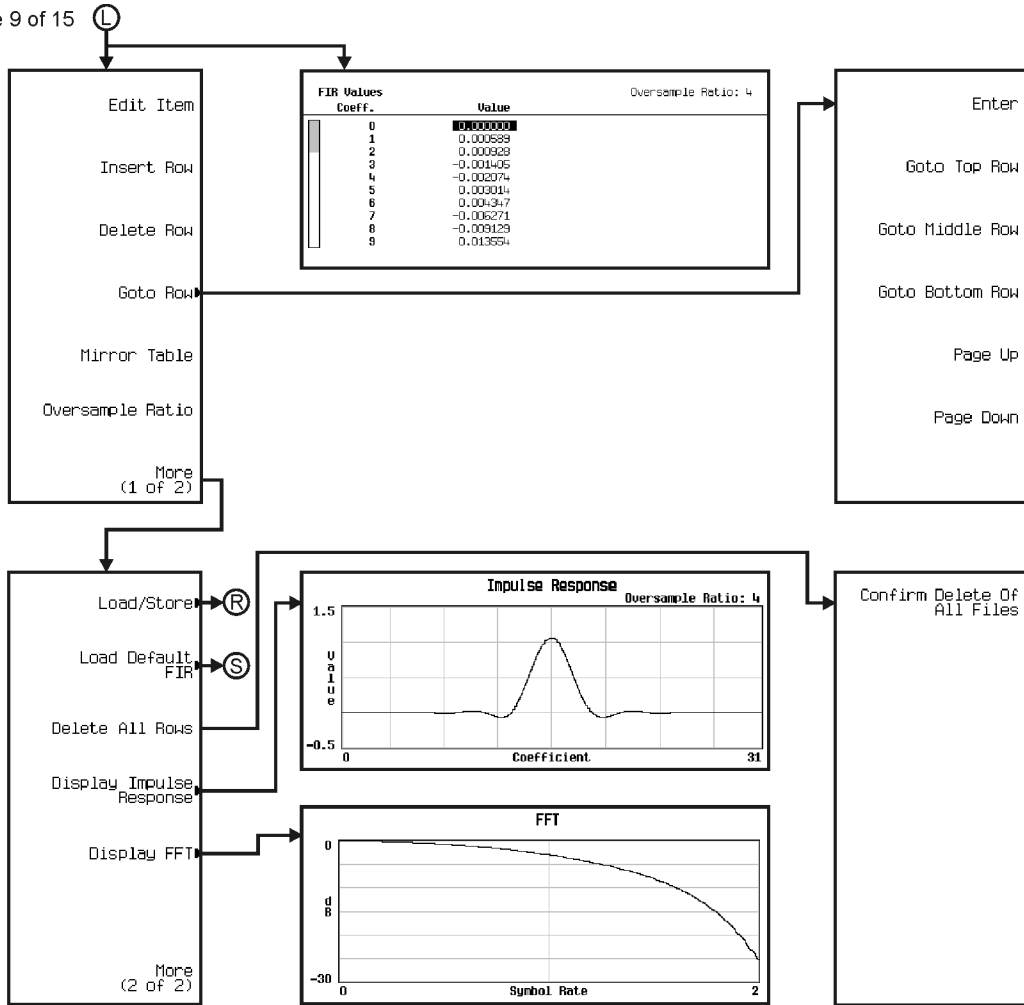 9 of 15 L
Edit Item
Insert Row
Delete Row
Goto Row
Mirror Table
Oversample Ratio
More
(1 of 2)
FIR Values Oversample Ratio: 4
Coeff. Value
0 0.000000
1 0.000589
2 0.000928
3 -0.001405
4 -0.002074
5 0.003014
6 0.004347
7 -0.006271
8 -0.009129
9 0.013554
Enter
Goto Top Row
Goto Middle Row
Goto Bottom Row
Page Up
Page Down
Load/Store R
Load Default
FIR S
Delete All Rows
Display Impulse
Response
Display FFT
More
(2 of 2)
Impulse Response
Oversample Ratio: 4
1.5
Value
-0.5
0 Coefficient 31
FFT
0
dB
-30
0 Symbol Rate 2
Confirm Delete Of
All Files